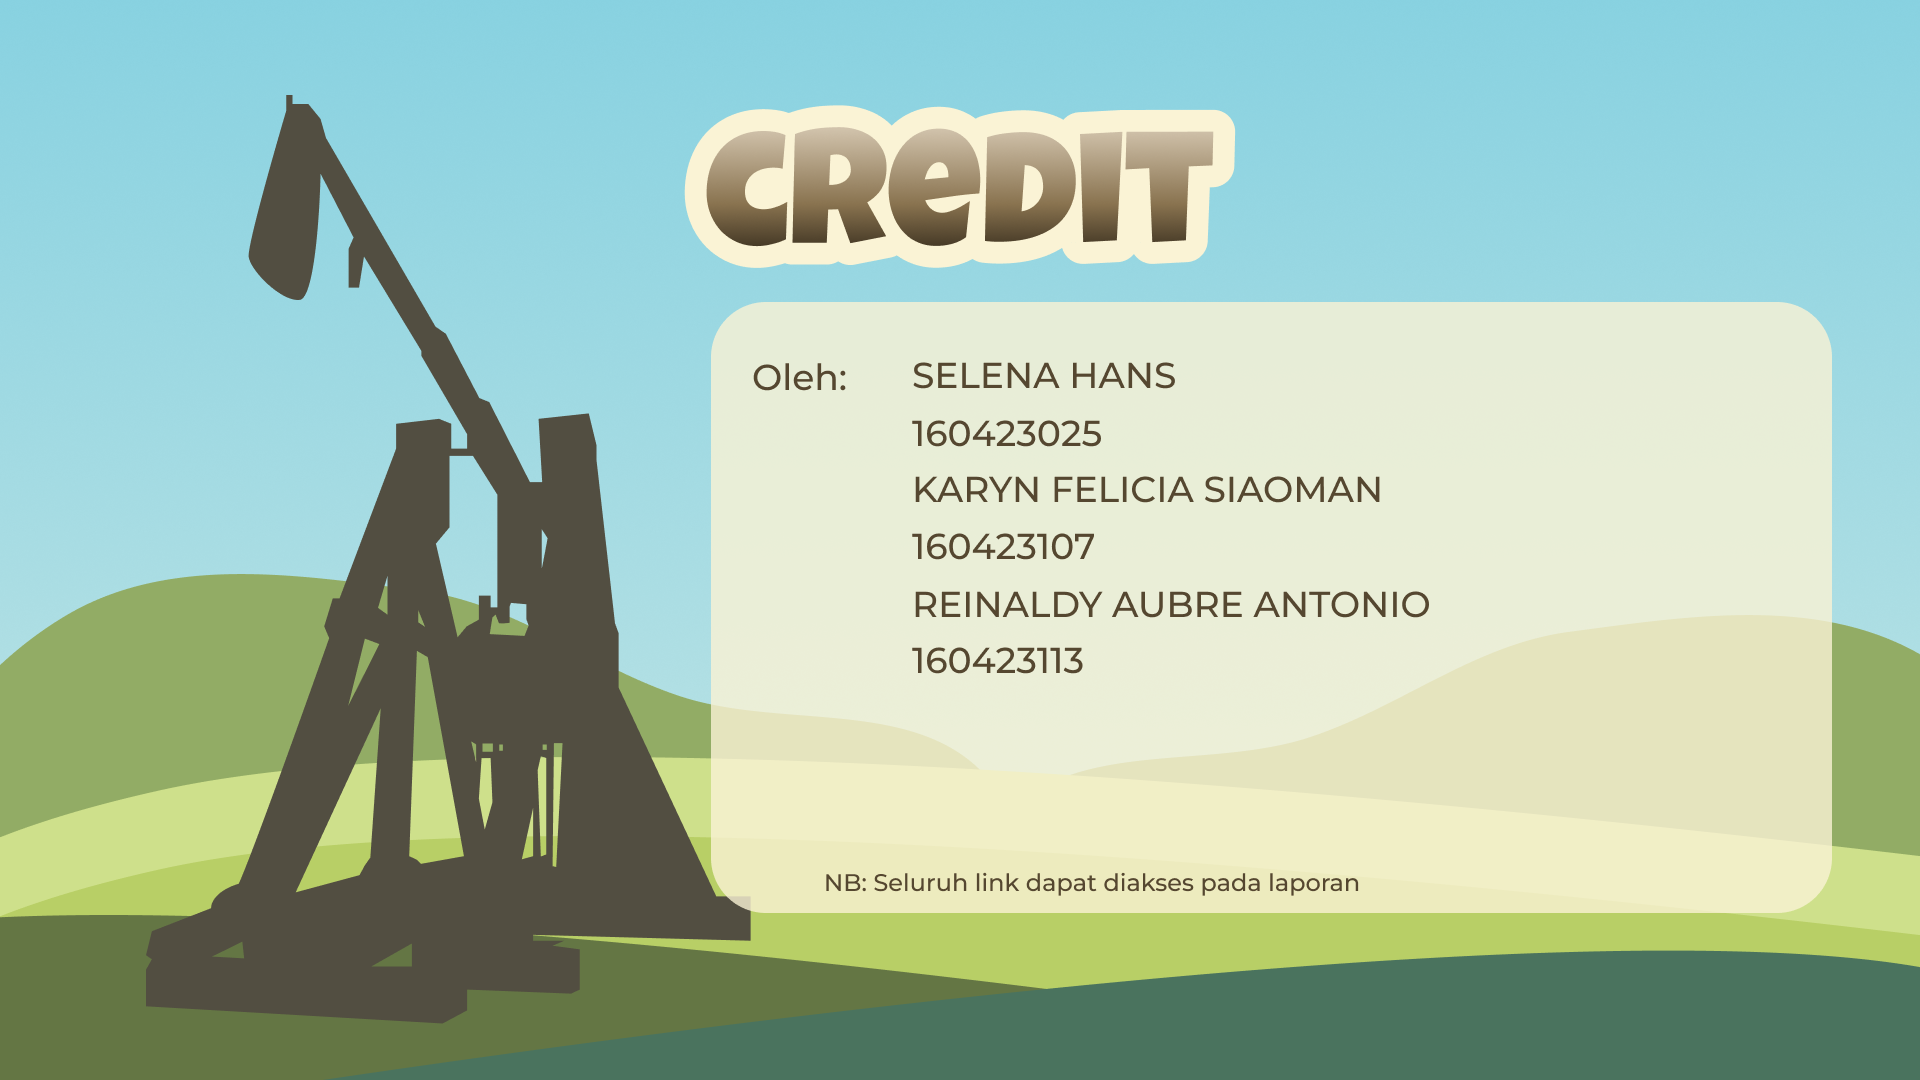 CReDIT
Oleh: SELENA HANS
160423025
KARYN FELICIA SIAOMAN
160423107
REINALDY AUBRE ANTONIO
160423113
NB: Seluruh link dapat diakses pada laporan